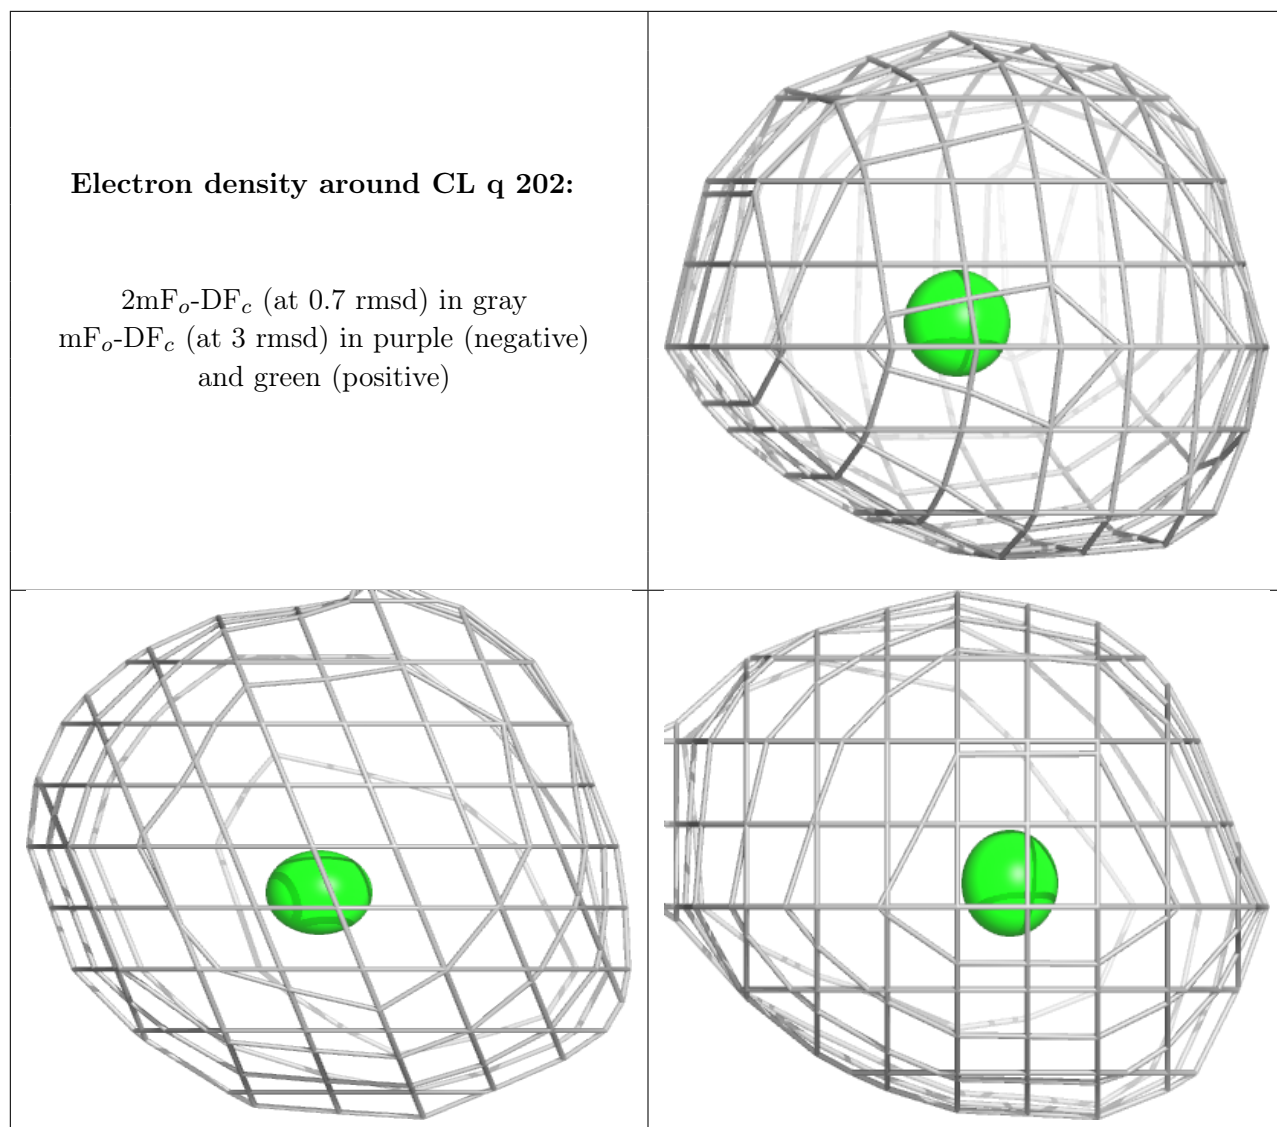 Electron density around CL q 202:
2mFo-DFc (at 0.7 rmsd) in gray
mFo-DFc (at 3 rmsd) in purple (negative)
and green (positive)